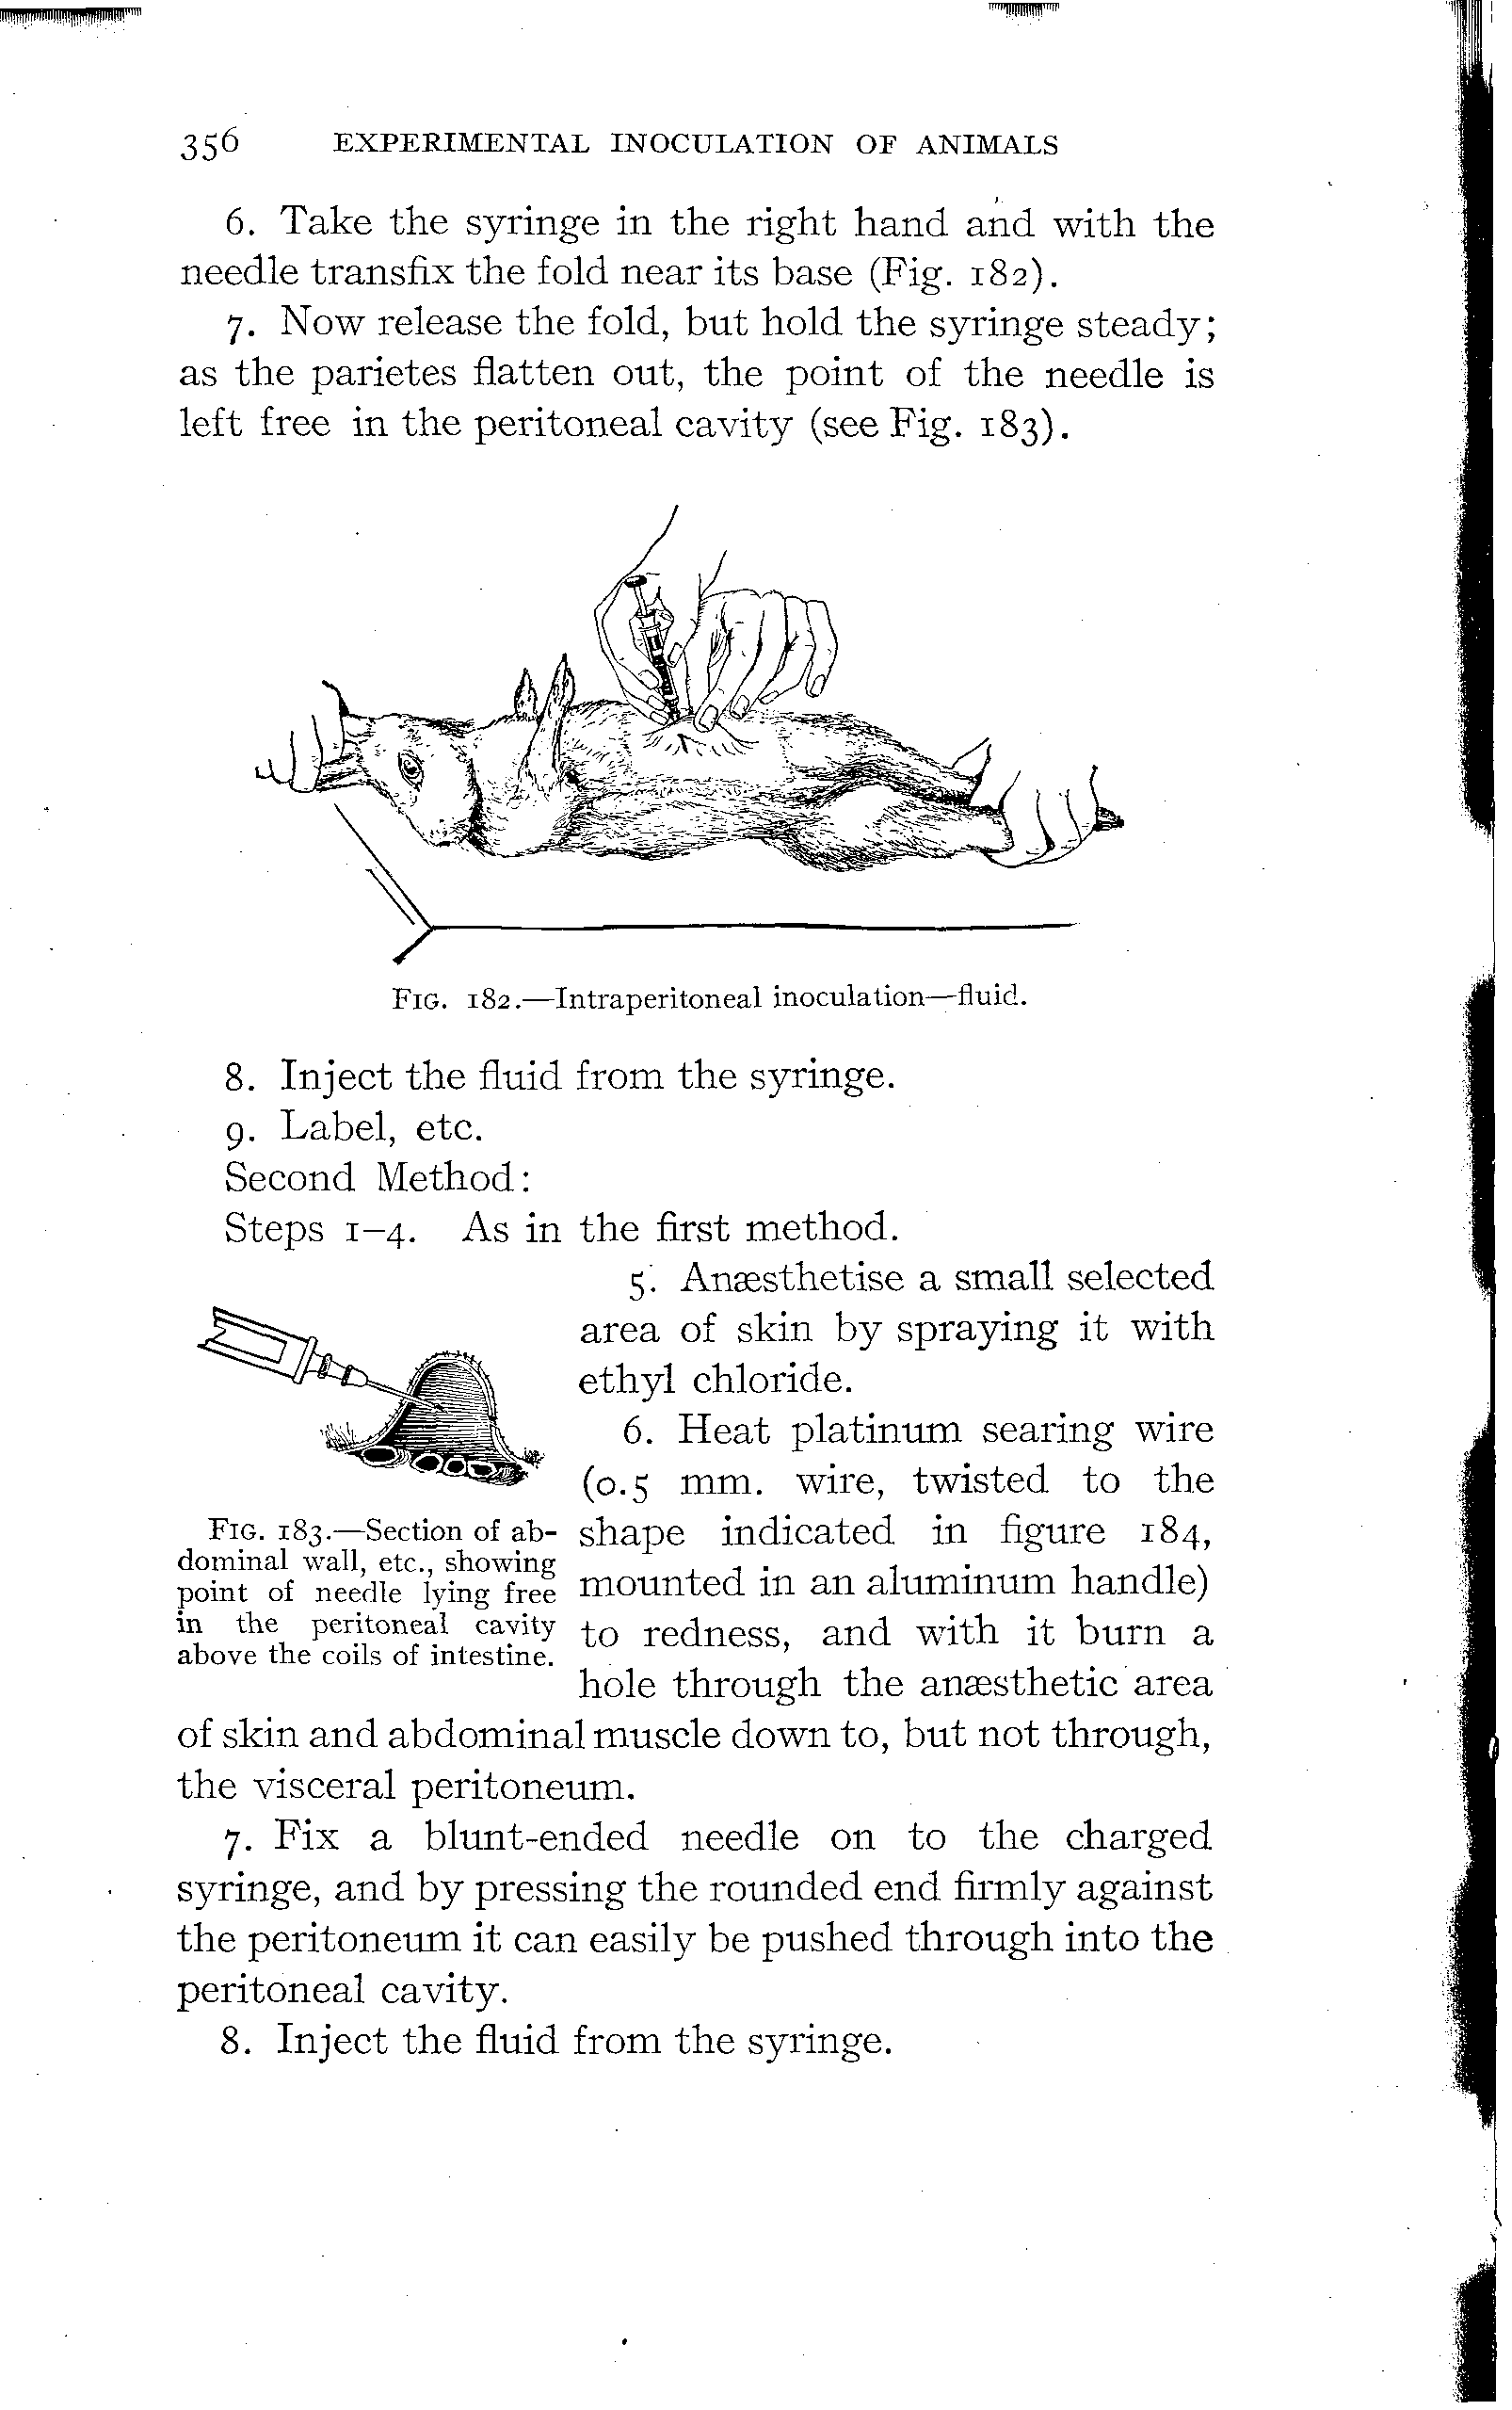 356 EXPERIMENTAL INOCULATION OF ANIMALS
6. Take the syringe in the right hand and with the
needle transfix the fold near its base (Fig. 182).
7. Now release the fold, but hold the syringe steady;
as the parietes flatten out, the point of the needle is
left free in the peritoneal cavity (see Fig. 183).
FIG. 182.—Intraperitoneal inoculation—fluid.
8. Inject the fluid from the syringe.
9. Label, etc.
Second Method:
Steps 1–4. As in the first method.
5. Anæsthetise a small selected
area of skin by spraying it with
ethyl chloride.
6. Heat platinum searing wire
(0.5 mm. wire, twisted to the
shape indicated in figure 184,
mounted in an aluminum handle)
to redness, and with it burn a
hole through the anæsthetic area
FIG. 183.—Section of ab-
dominal wall, etc., showing
point of needle lying free
in the peritoneal cavity
above the coils of intestine.
of skin and abdominal muscle down to, but not through,
the visceral peritoneum.
7. Fix a blunt-ended needle on to the charged
syringe, and by pressing the rounded end firmly against
the peritoneum it can easily be pushed through into the
peritoneal cavity.
8. Inject the fluid from the syringe.